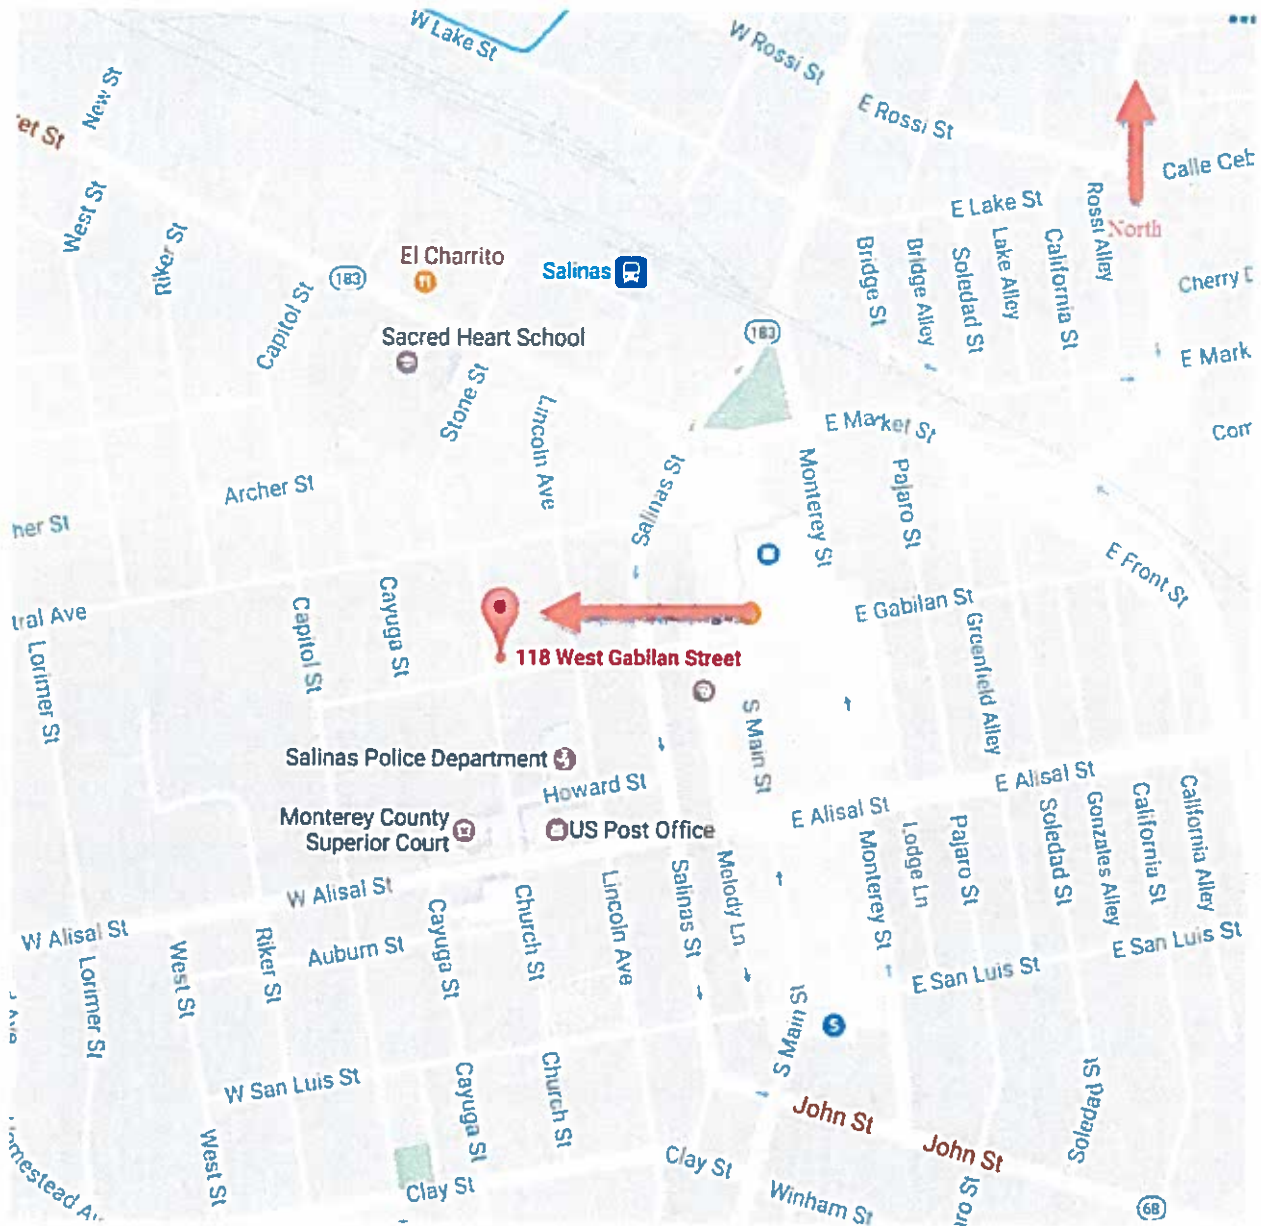 W Lake St
W Rossi St
E Rossi St
New St
et St
Calle Ceb
West St
Riker St
E Lake St
Rossi Alley
North
Bridge St
Bridge Alley
Soledad St
Lake Alley
California St
Cherry D
El Charrito
Salinas
183
Capitol St
Sacred Heart School
183
E Mark
Stone St
Lincoln Ave
E Market St
Com
Salinas St
Monterey St
Pajaro St
Archer St
her St
E Front St
tral Ave
Capitol St
Cayuga St
E Gabilan St
Greenfield Alley
Lorimer St
118 West Gabilan Street
S Main St
Salinas Police Department
Howard St
E Alisal St
E Alisal St
Monterey County
Superior Court
US Post Office
Monterey St
Lodge Ln
Pajaro St
Soledad St
Gonzales Alley
California St
California Alley
W Alisal St
W Alisal St
Cayuga St
Church St
Lincoln Ave
Salinas St
Melody Ln
Lorimer St
West St
Riker St
Auburn St
E San Luis St
E San Luis St
Ave
S Main St
S
W San Luis St
Cayuga St
Church St
John St
John St
Soledad St
West St
Clay St
Clay St
Winham St
aro St
68
omestead Av